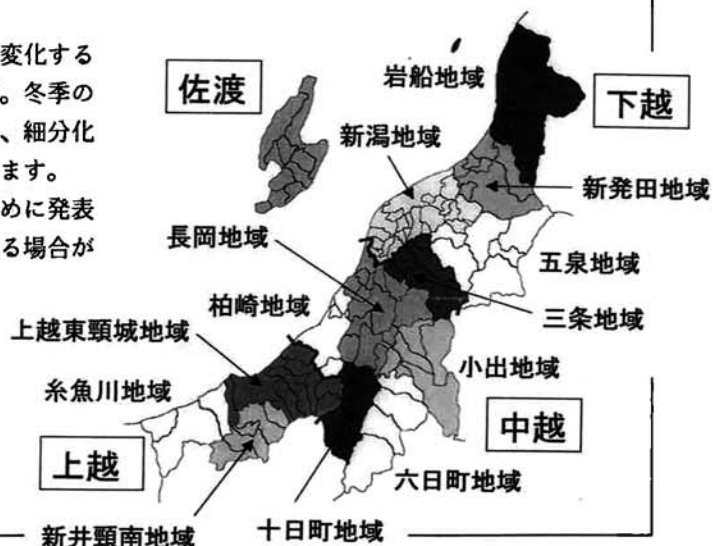 変化する
。冬季の
、細分化
ます。
めに発表
る場合が
佐渡
岩船地域
下越
新潟地域
新発田地域
長岡地域
五泉地域
柏崎地域
三条地域
上越東頸城地域
小出地域
糸魚川地域
中越
上越
六日町地域
新井頸南地域
十日町地域